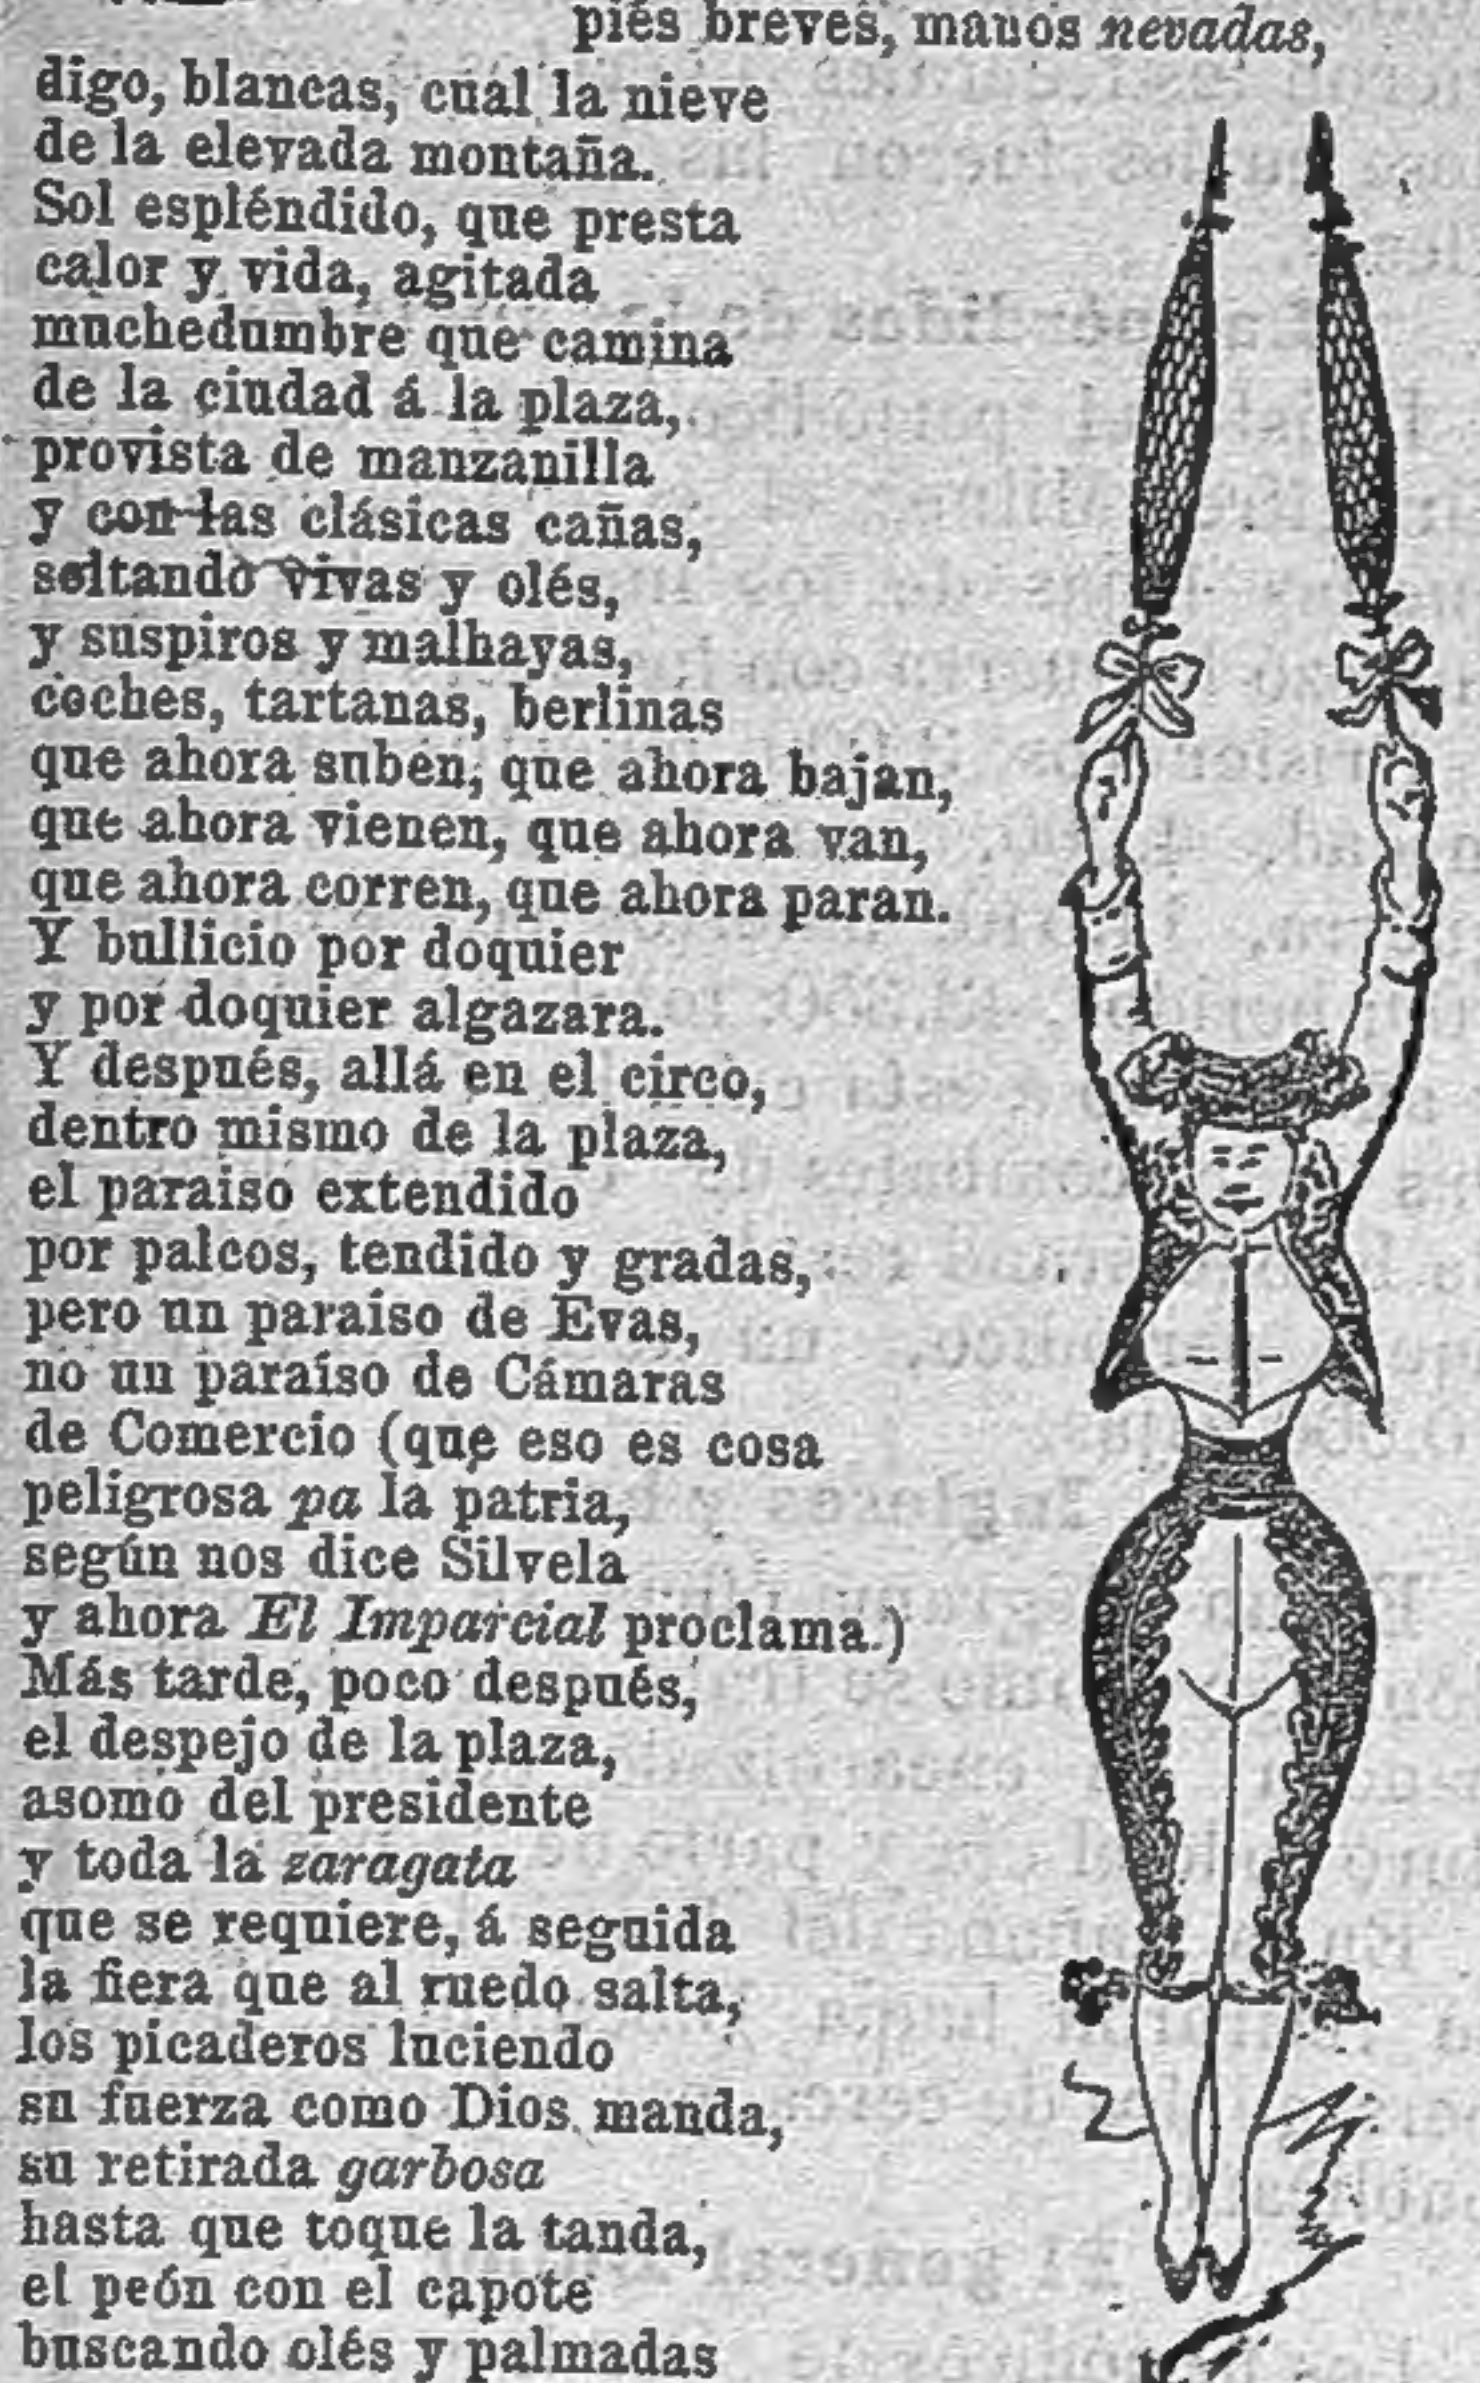 piés breves, manos nevadas,
digo, blancas, cual la nieve
de la elevada montaña.
Sol espléndido, que presta
calor y vida, agitada
muchedumbre que camina
de la ciudad á la plaza,
provista de manzanilla
y con las clásicas cañas,
soltando vivas y olés,
y suspiros y malhayas,
coches, tartanas, berlinas
que ahora suben, que ahora bajan,
que ahora vienen, que ahora van,
que ahora corren, que ahora paran.
Y bullicio por doquier
y por doquier algazara.
Y después, allá en el circo,
dentro mismo de la plaza,
el paraiso extendido
por palcos, tendido y gradas,
pero un paraiso de Evas,
no un paraíso de Cámaras
de Comercio (que eso es cosa
peligrosa pa la patria,
según nos dice Silvela
y ahora El Imparcial proclama.)
Más tarde, poco después,
el despejo de la plaza,
asomo del presidente
y toda la zaragata
que se requiere, á seguida
la fiera que al ruedo salta,
los picaderos luciendo
su fuerza como Dios manda,
su retirada garbosa
hasta que toque la tanda,
el peón con el capote
buscando olés y palmadas